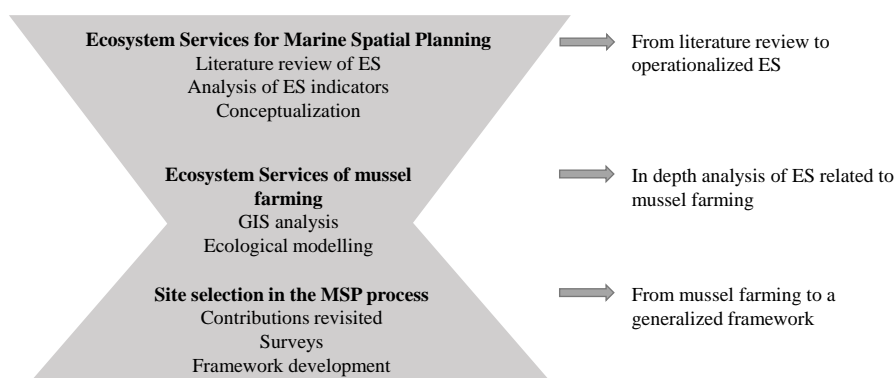 Ecosystem Services for Marine Spatial Planning
Literature review of ES
Analysis of ES indicators
Conceptualization
From literature review to
operationalized ES
Ecosystem Services of mussel
farming
GIS analysis
Ecological modelling
In depth analysis of ES related to
mussel farming
Site selection in the MSP process
Contributions revisited
Surveys
Framework development
From mussel farming to a
generalized framework